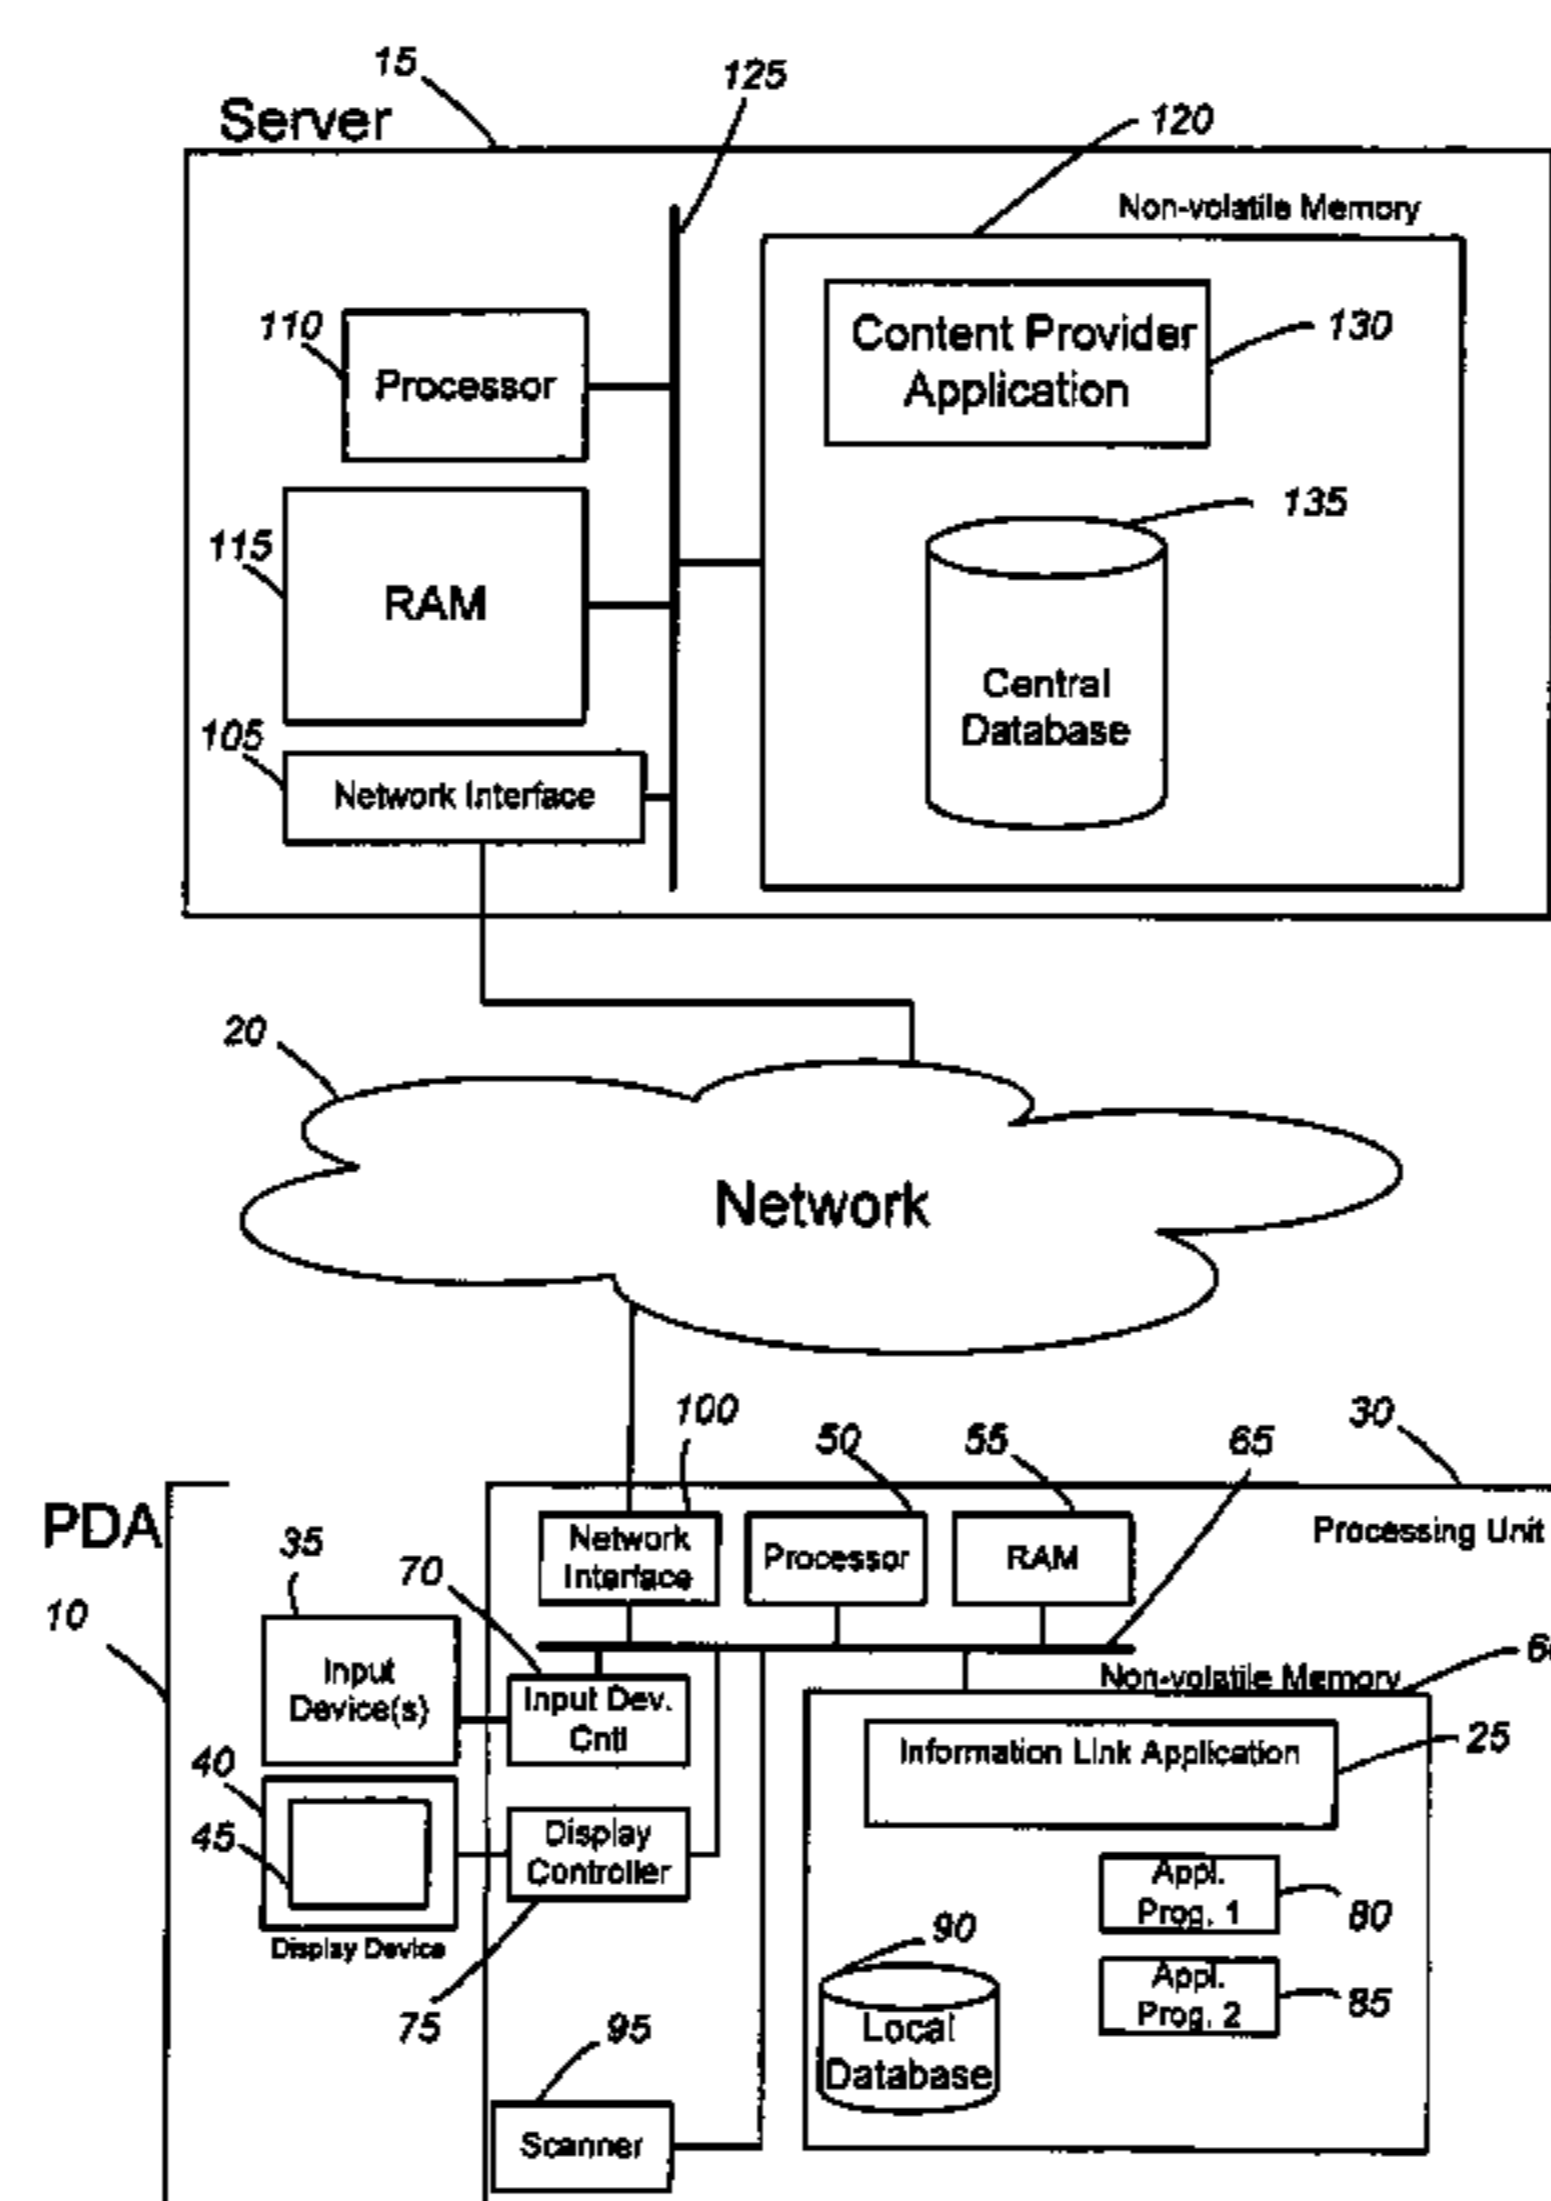 15
125
Server
120
Non-volatile Memory
110
Processor
Content Provider
Application
130
135
115
RAM
Central
Database
105
Network Interface
20
Network
100
50
55
65
30
PDA
Network
Interface
Processor
RAM
Processing Unit
35
70
10
Input
Device(s)
Input Dev.
Cntl
Non-volatile Memory
Information Link Application
25
40
45
Display
Controller
Display Device
Appl.
Prog. 1
80
90
Appl.
Prog. 2
85
75
95
Local
Database
Scanner